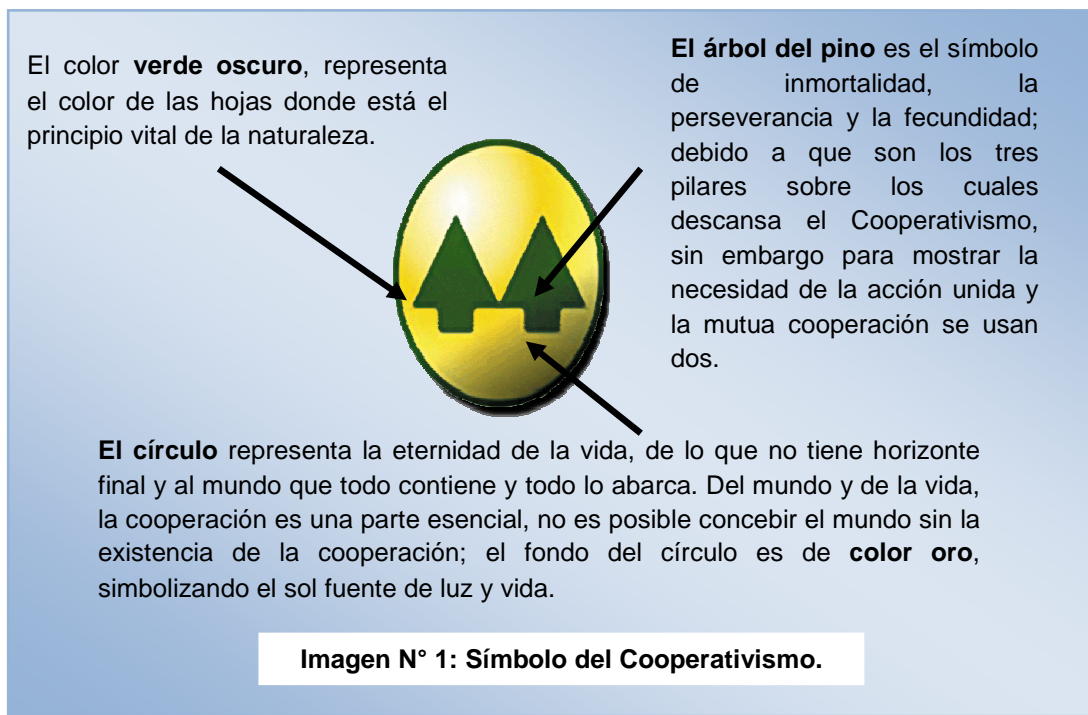 El color verde oscuro, representa
el color de las hojas donde está el
principio vital de la naturaleza.
El árbol del pino es el símbolo
de inmortalidad, la
perseverancia y la fecundidad;
debido a que son los tres
pilares sobre los cuales
descansa el Cooperativismo,
sin embargo para mostrar la
necesidad de la acción unida y
la mutua cooperación se usan
dos.
El círculo representa la eternidad de la vida, de lo que no tiene horizonte
final y al mundo que todo contiene y todo lo abarca. Del mundo y de la vida,
la cooperación es una parte esencial, no es posible concebir el mundo sin la
existencia de la cooperación; el fondo del círculo es de color oro,
simbolizando el sol fuente de luz y vida.
Imagen N° 1: Símbolo del Cooperativismo.